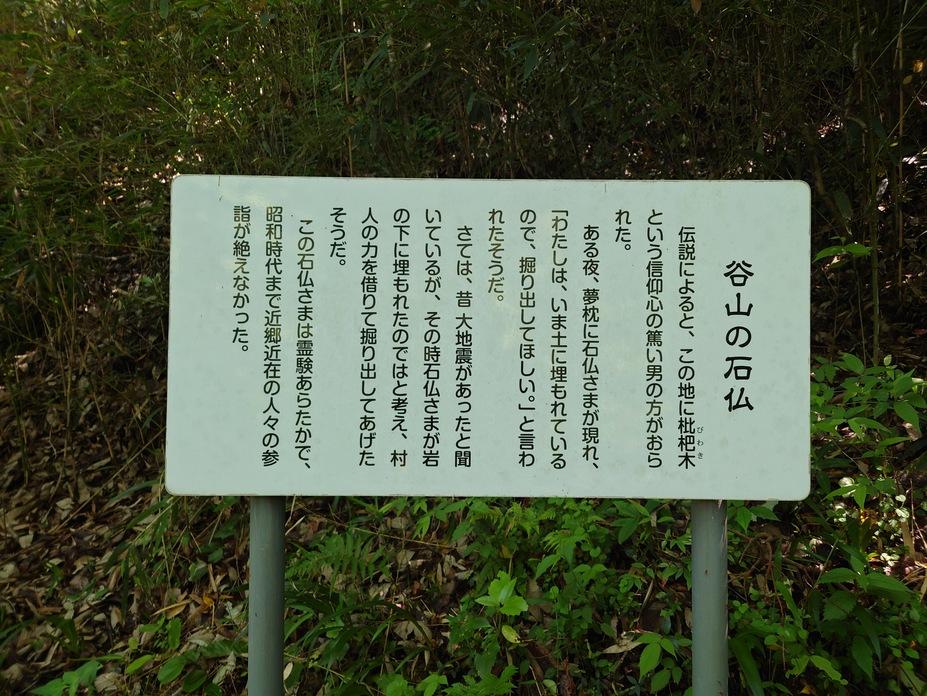 谷山の石仏
伝説によると、この地に枇杷木
びわき
という信仰心の篤い男の方がおら
れた。
ある夜、夢枕に石仏さまが現れ、
「わたしは、いま土に埋もれている
ので、掘り出してほしい。」と言わ
れたそうだ。
さては、昔 大地震があったと聞
いているが、その時石仏さまが岩
の下に埋もれたのではと考え、村
人の力を借りて掘り出してあげた
そうだ。
この石仏さまは霊験あらたかで、
昭和時代まで近郷近在の人々の参
詣が絶えなかった。